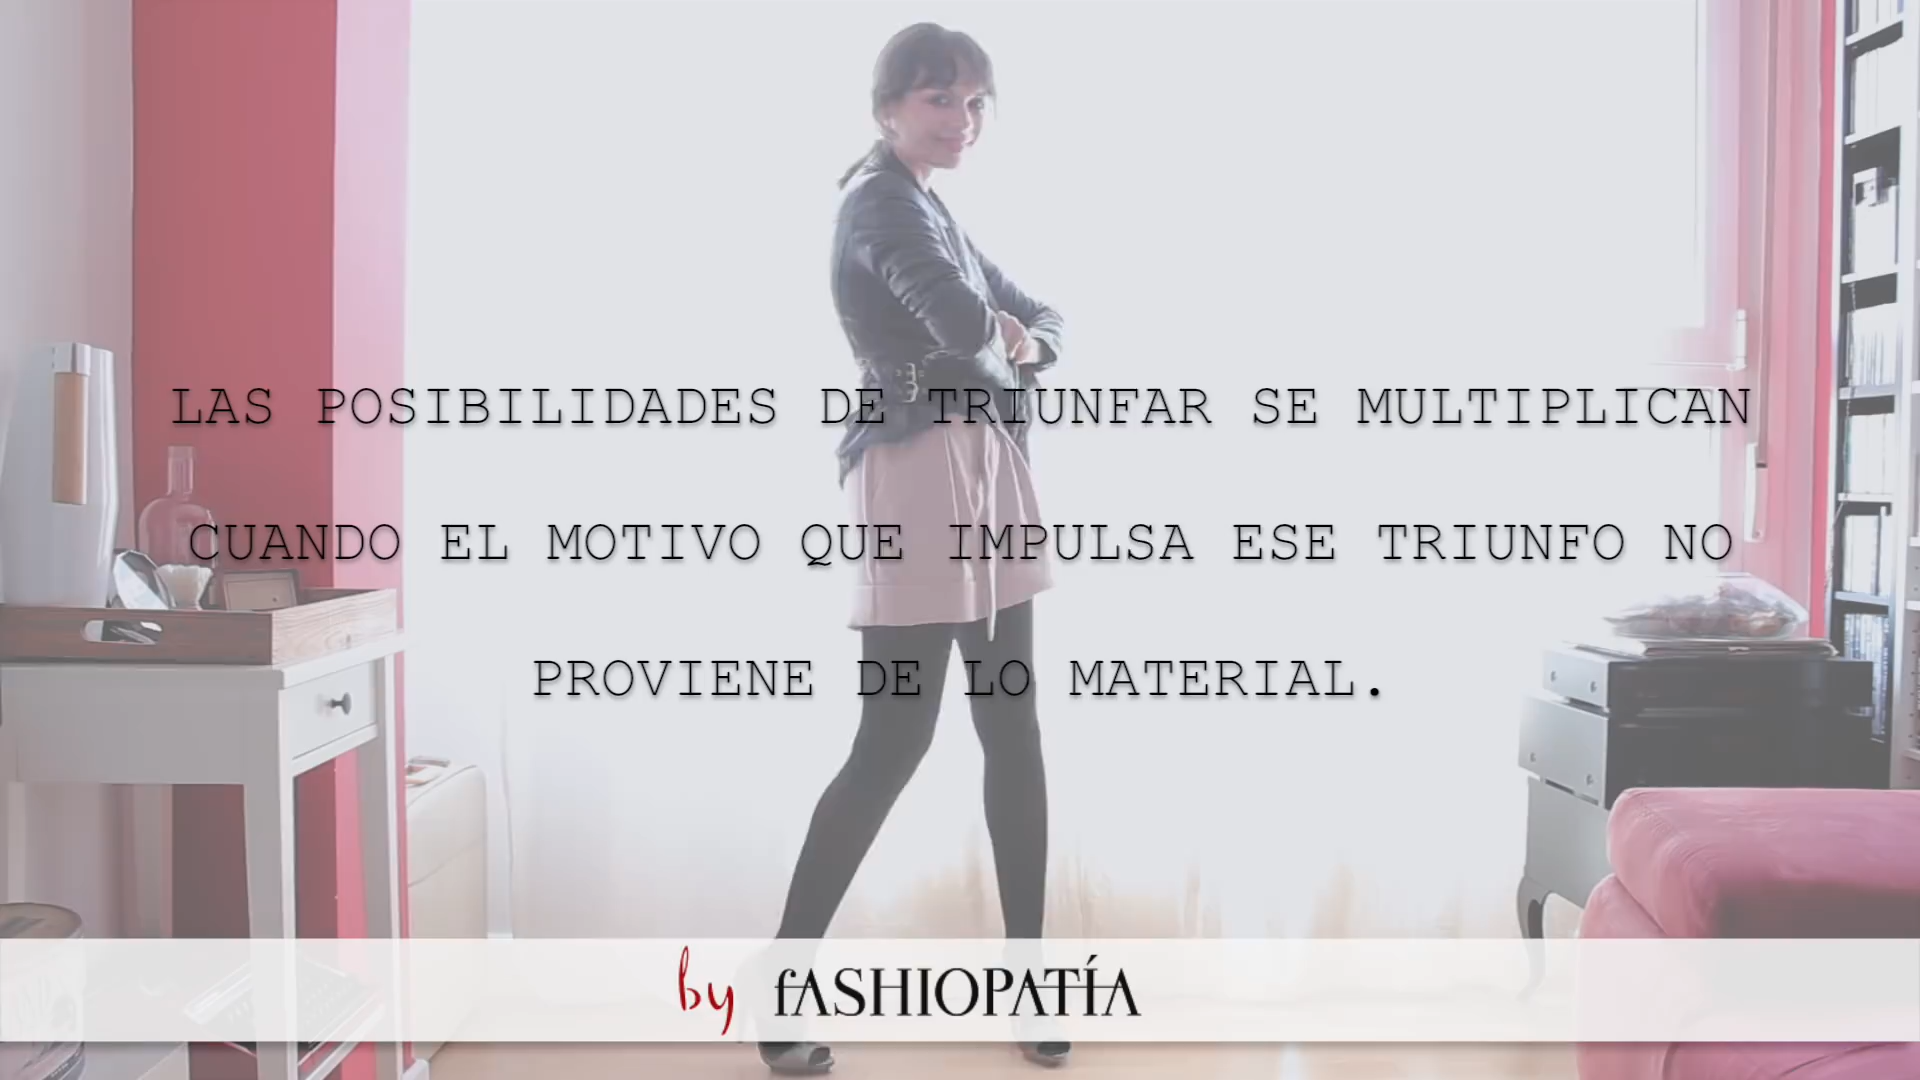 LAS POSIBILIDADES DE TRIUNFAR SE MULTIPLICAN
CUANDO EL MOTIVO QUE IMPULSA ESE TRIUNFO NO
PROVIENE DE LO MATERIAL.
by fASHIOPATÍA